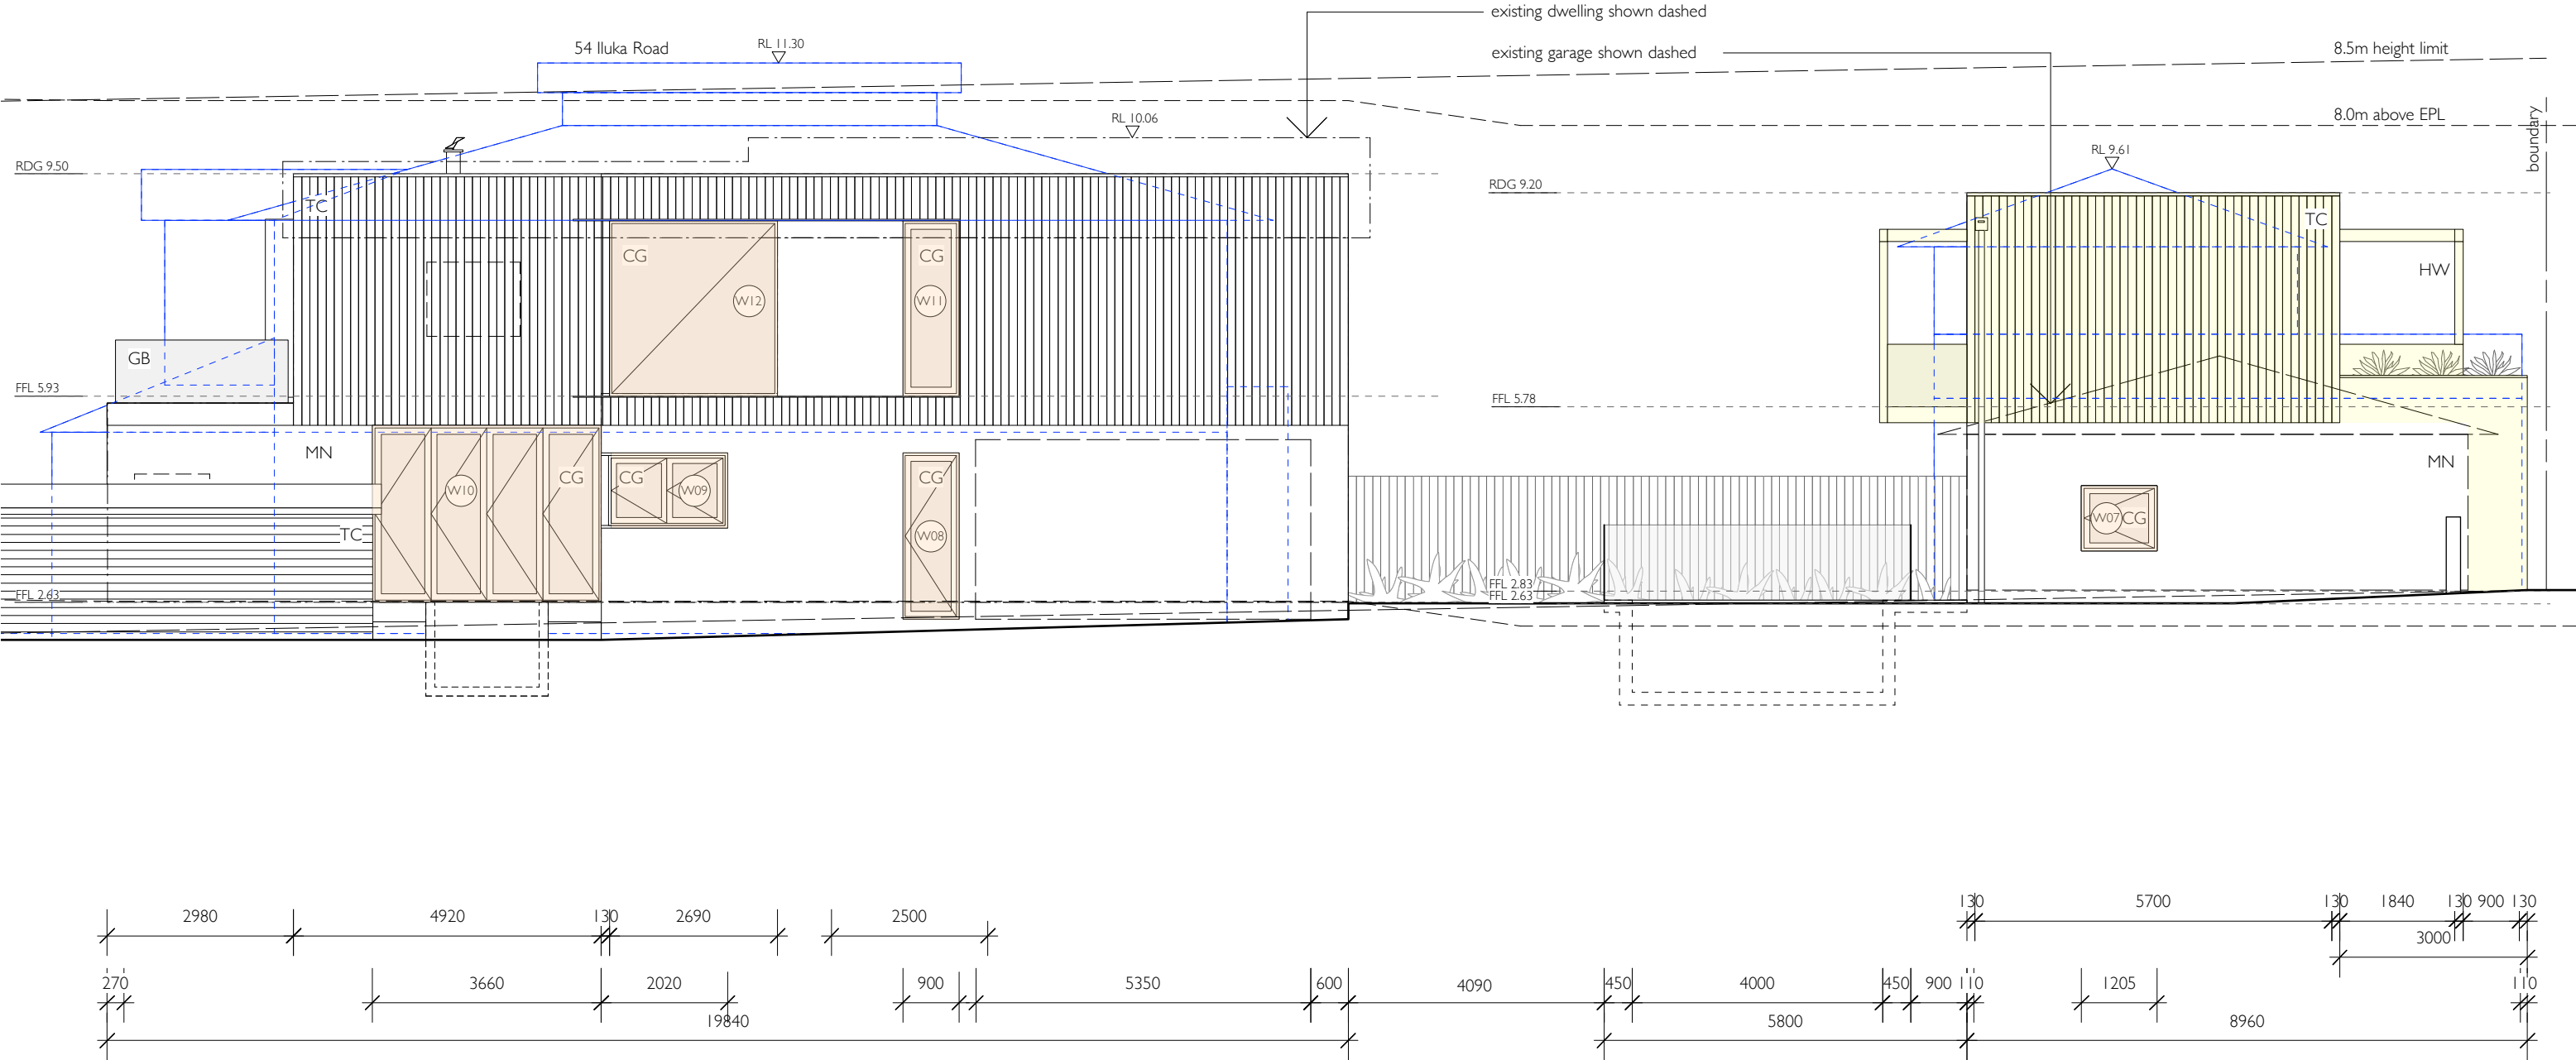 existing dwelling shown dashed
54 Iluka Road
RL 11.30
existing garage shown dashed
8.5m height limit
RL 10.06
8.0m above EPL
boundary
RDG 9.50
RL 9.61
RDG 9.20
TC
TC
CG
CG
HW
W12
W11
GB
FFL 5.93
FFL 5.78
MN
MN
CG
CG
CG
W10
W09
W07
CG
TC
W08
FFL 2.83
FFL 2.63
FFL 2.63
130
5700
130
1840
130
900
130
2980
4920
130
2690
2500
3000
270
3660
2020
900
5350
600
4090
450
4000
450
900
110
1205
110
19840
5800
8960